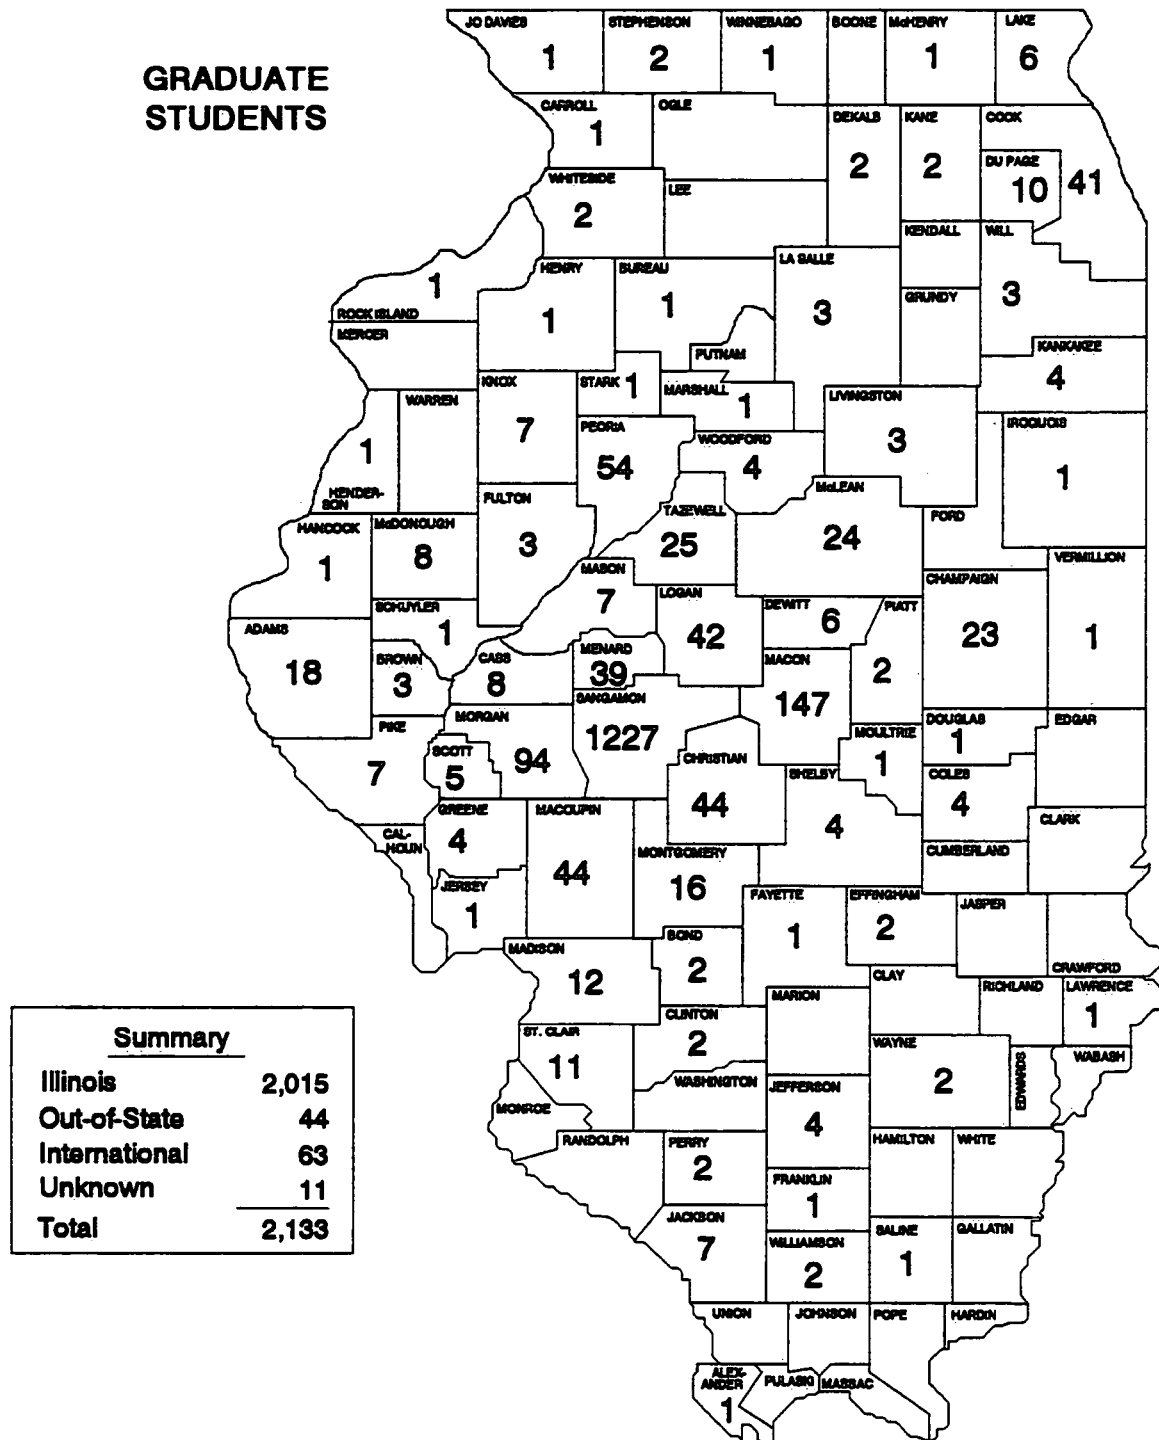 GRADUATE
STUDENTS
JO DAVIES
1
STEPHENSON
2
WINNEBAGO
1
BOONE
McHENRY
1
LAKE
6
CARROLL
1
OGLE
DEKALB
2
KANE
2
COOK
41
DU PAGE
10
WHITESIDE
2
LEE
KENDALL
WILL
3
1
ROCK ISLAND
HENRY
1
BUREAU
1
LA SALLE
3
GRUNDY
MERCER
PUTNAM
KANKAKEE
4
KNOX
7
STARK 1
MARSHALL
1
LIVINGSTON
3
WARREN
1
HENDER-
SON
PEORIA
54
WOODFORD
4
IROQUOIS
1
FULTON
3
McLEAN
24
TAZEWELL
25
FORD
HANCOCK
1
McDONOUGH
8
MASON
7
VERMILLION
1
CHAMPAIGN
23
LOGAN
42
DEWITT
6
PIATT
2
SCHUYLER
1
ADAMS
18
BROWN
3
CASS
8
MENARD
39
MACON
147
SANGAMON
1227
MORGAN
94
PIKE
7
SCOTT
5
CHRISTIAN
44
MOULTRIE
1
DOUGLAS
1
EDGAR
SHELBY
4
COLES
4
GREENE
4
MACOUPIN
44
CAL-
HOUN
CLARK
MONTGOMERY
16
CUMBERLAND
JERSEY
1
FAYETTE
1
EFFINGHAM
2
JASPER
CRAWFORD
BOND
2
MADISON
12
CLAY
RICHLAND
LAWRENCE
1
MARION
CLINTON
2
ST. CLAIR
11
WAYNE
2
EDWARDS
WABASH
WASHINGTON
JEFFERSON
4
MONROE
RANDOLPH
PERRY
2
HAMILTON
WHITE
FRANKLIN
1
JACKSON
7
WILLIAMSON
2
SALINE
1
GALLATIN
UNION
JOHNSON
POPE
HARDIN
ALEX-
ANDER
1
PULASKI
MASSAC
Summary
Illinois 2,015
Out-of-State 44
International 63
Unknown 11
Total 2,133